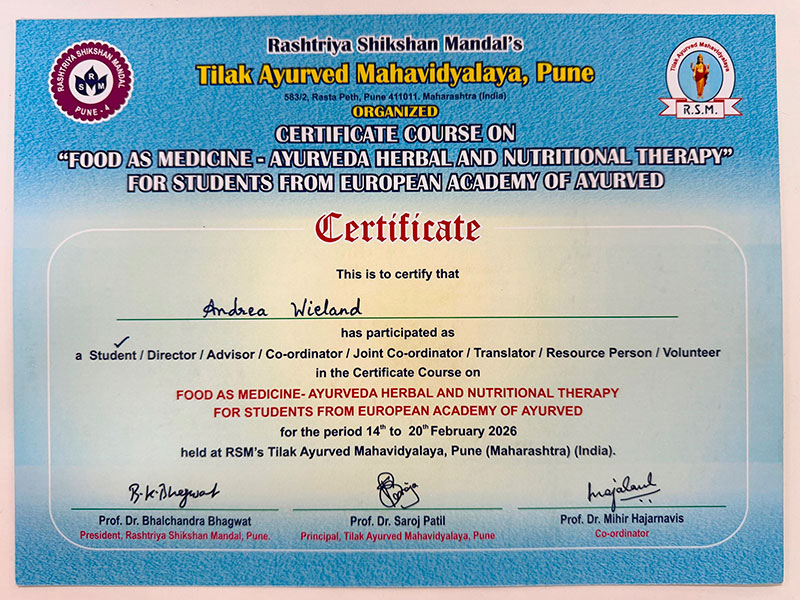 Rashtriya Shikshan Mandal's
Tilak Ayurved Mahavidyalaya, Pune
583/2, Rasta Peth, Pune 411011. Maharashtra (India)
ORGANIZED
CERTIFICATE COURSE ON
"FOOD AS MEDICINE - AYURVEDA HERBAL AND NUTRITIONAL THERAPY"
FOR STUDENTS FROM EUROPEAN ACADEMY OF AYURVED
RASHTRIYA SHIKSHAN MANDAL
R
S M
PUNE - 4
Tilak Ayurved Mahavidyalaya
R.S.M.
Certificate
This is to certify that
Andrea Wieland
has participated as
a Student / Director / Advisor / Co-ordinator / Joint Co-ordinator / Translator / Resource Person / Volunteer
in the Certificate Course on
FOOD AS MEDICINE- AYURVEDA HERBAL AND NUTRITIONAL THERAPY
FOR STUDENTS FROM EUROPEAN ACADEMY OF AYURVED
for the period 14th to 20th February 2026
held at RSM's Tilak Ayurved Mahavidyalaya, Pune (Maharashtra) (India).
B.K.Bhagwat
Prof. Dr. Bhalchandra Bhagwat
President, Rashtriya Shikshan Mandal, Pune.
Prof. Dr. Saroj Patil
Principal, Tilak Ayurved Mahavidyalaya, Pune
Prof. Dr. Mihir Hajarnavis
Co-ordinator